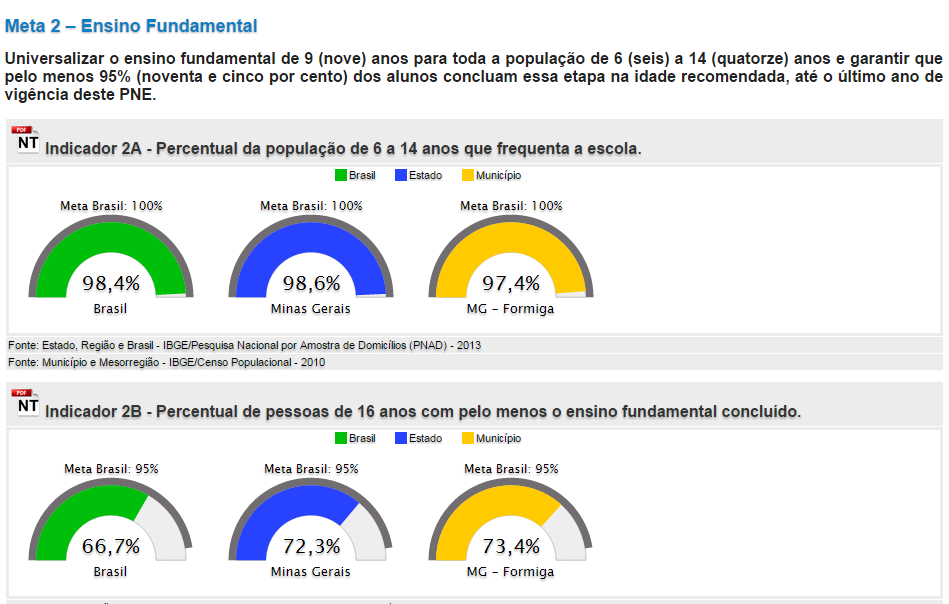 Meta 2 – Ensino Fundamental
Universalizar o ensino fundamental de 9 (nove) anos para toda a população de 6 (seis) a 14 (quatorze) anos e garantir que
pelo menos 95% (noventa e cinco por cento) dos alunos concluam essa etapa na idade recomendada, até o último ano de
vigência deste PNE.
PDF
NT
Indicador 2A - Percentual da população de 6 a 14 anos que frequenta a escola.
Brasil Estado Município
Meta Brasil: 100% Meta Brasil: 100% Meta Brasil: 100%
98,4% 98,6% 97,4%
Brasil Minas Gerais MG – Formiga
Fonte: Estado, Região e Brasil - IBGE/Pesquisa Nacional por Amostra de Domicílios (PNAD) - 2013
Fonte: Município e Mesorregião - IBGE/Censo Populacional - 2010
PDF
NT
Indicador 2B - Percentual de pessoas de 16 anos com pelo menos o ensino fundamental concluído.
Brasil Estado Município
Meta Brasil: 95% Meta Brasil: 95% Meta Brasil: 95%
66,7% 72,3% 73,4%
Brasil Minas Gerais MG – Formiga